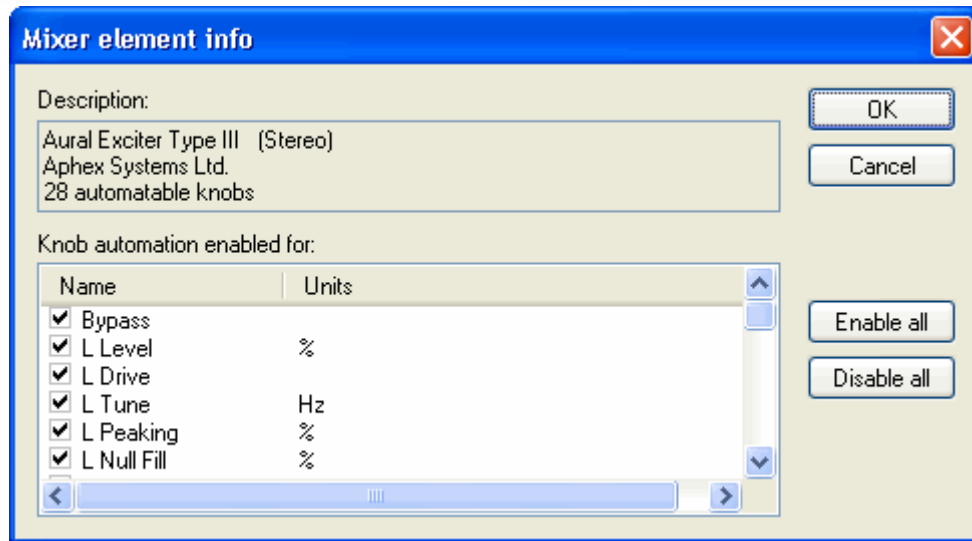 Mixer element info
Description:
OK
Aural Exciter Type III (Stereo)
Aphex Systems Ltd.
28 automatable knobs
Cancel
Knob automation enabled for:
Name Units
Bypass
L Level %
L Drive
L Tune Hz
L Peaking %
L Null Fill %
Enable all
Disable all